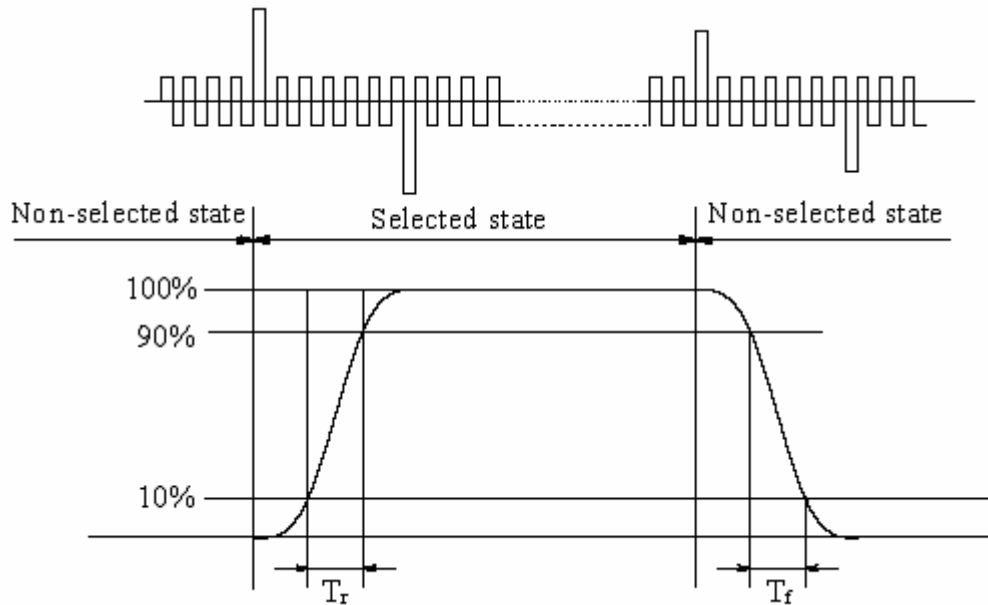 Non-selected state
Selected state
Non-selected state
100%
90%
10%
Tr
Tf